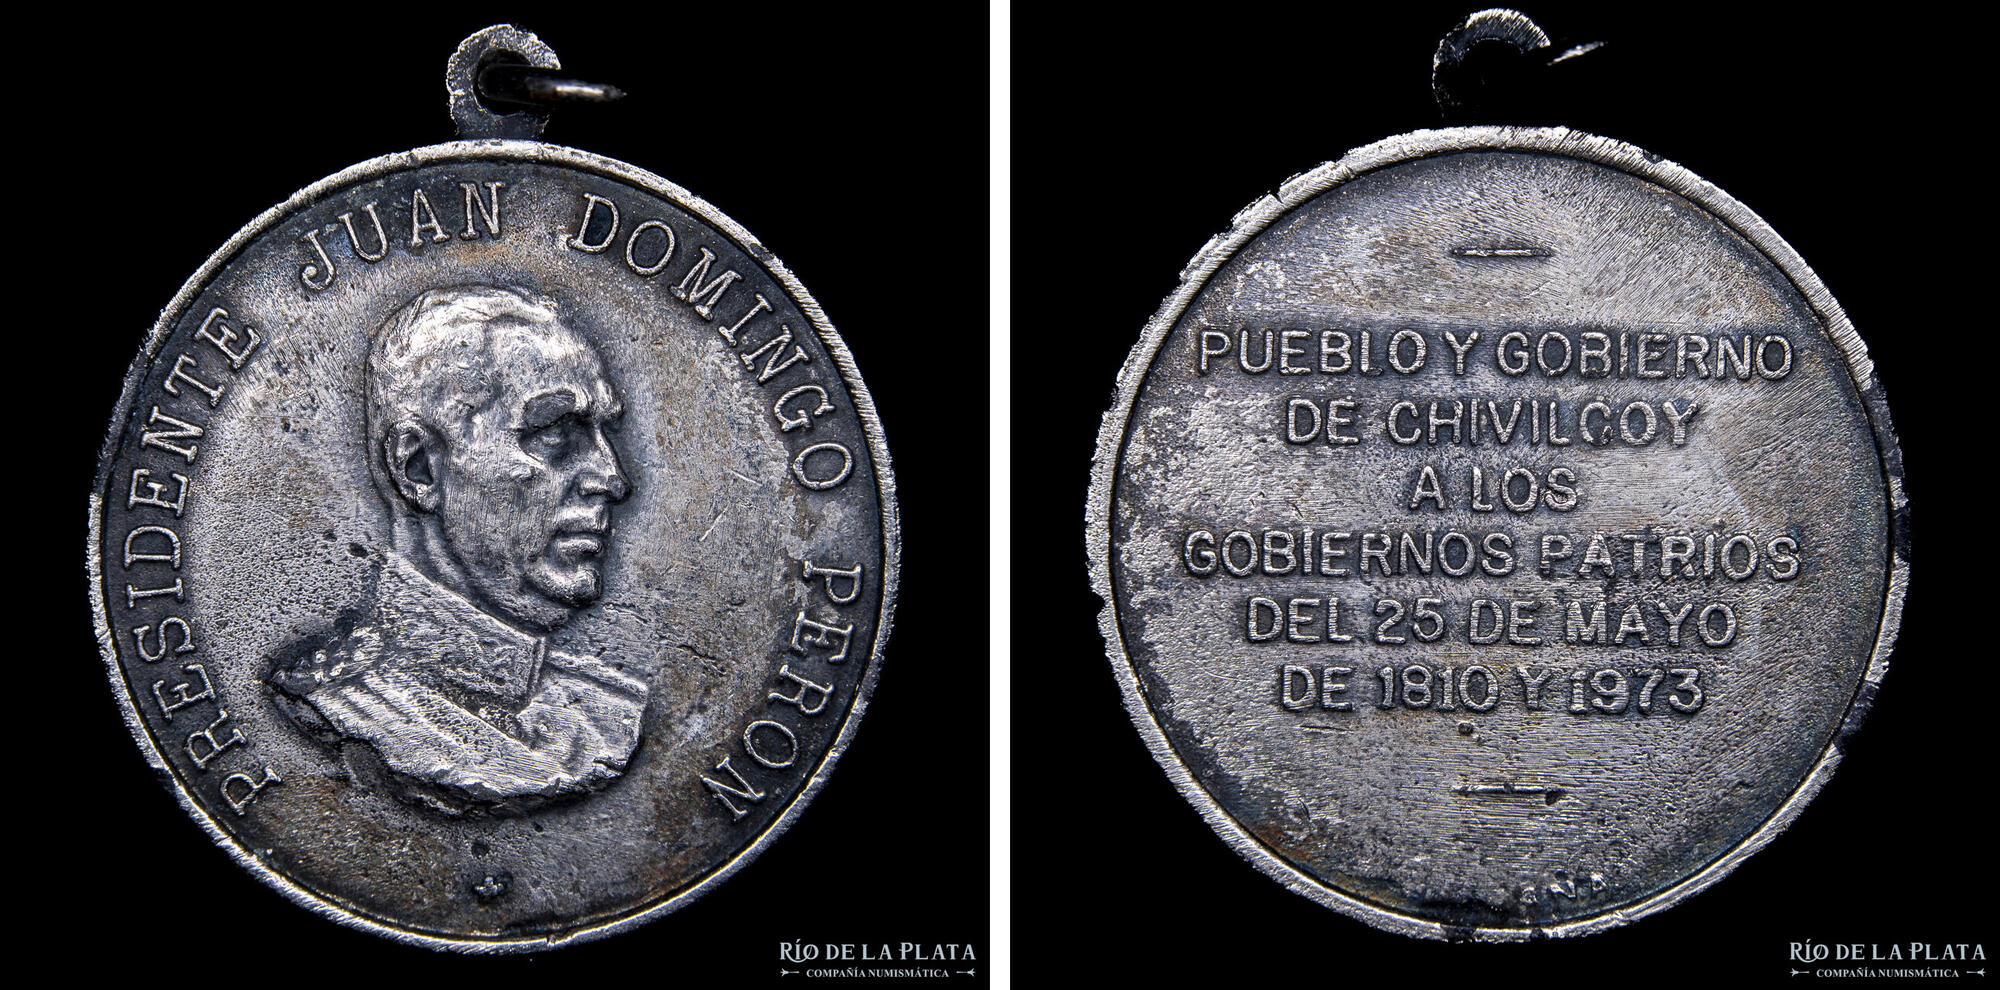 PRESIDENTE JUAN DOMINGO PERON
RÍO DE LA PLATA
COMPAÑÍA NUMISMÁTICA
PUEBLO Y GOBIERNO
DE CHIVILCOY
A LOS
GOBIERNOS PATRIOS
DEL 25 DE MAYO
DE 1810 Y 1973
RÍO DE LA PLATA
COMPAÑÍA NUMISMÁTICA